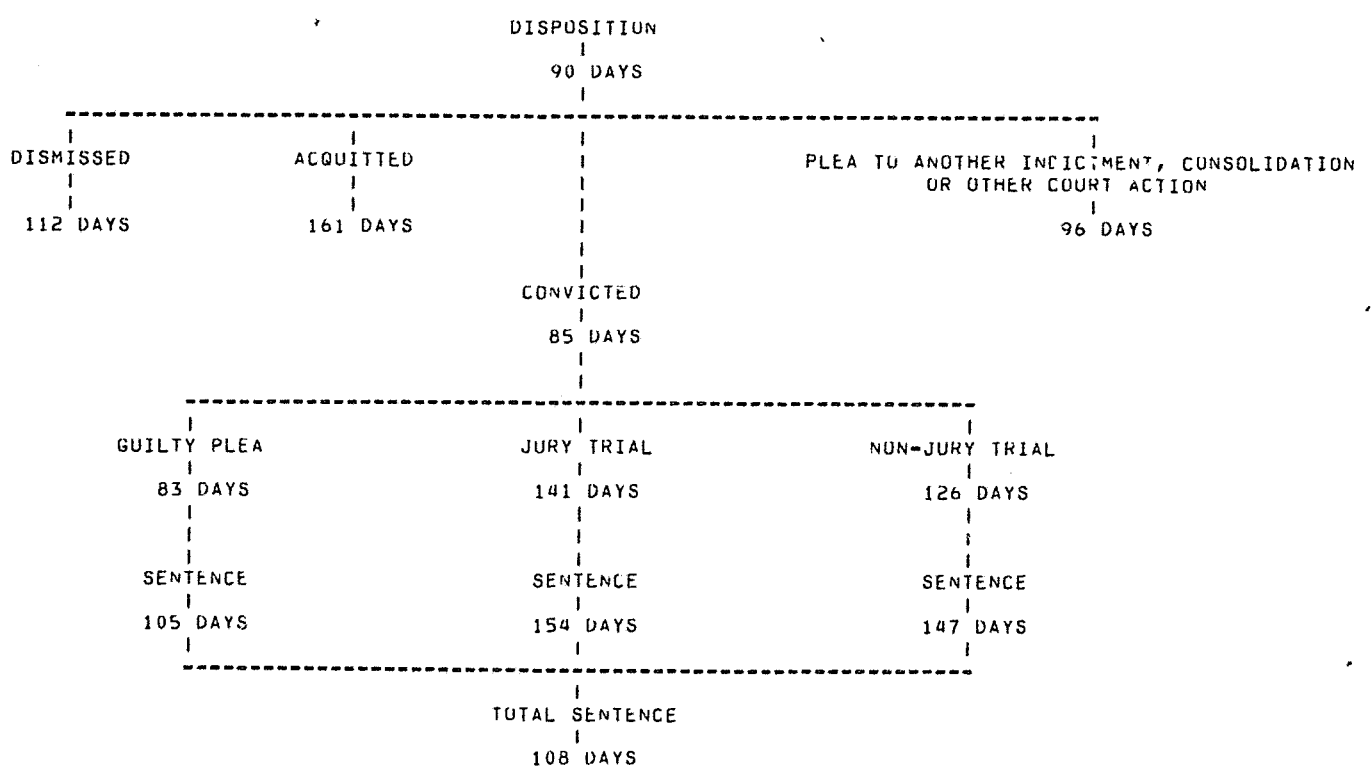 DISPOSITION
90 DAYS
DISMISSED ACQUITTED PLEA TO ANOTHER INDICTMENT, CONSOLIDATION
OR OTHER COURT ACTION
112 DAYS 161 DAYS 96 DAYS
CONVICTED
85 DAYS
GUILTY PLEA JURY TRIAL NON-JURY TRIAL
83 DAYS 141 DAYS 126 DAYS
SENTENCE SENTENCE SENTENCE
105 DAYS 154 DAYS 147 DAYS
TOTAL SENTENCE
108 DAYS